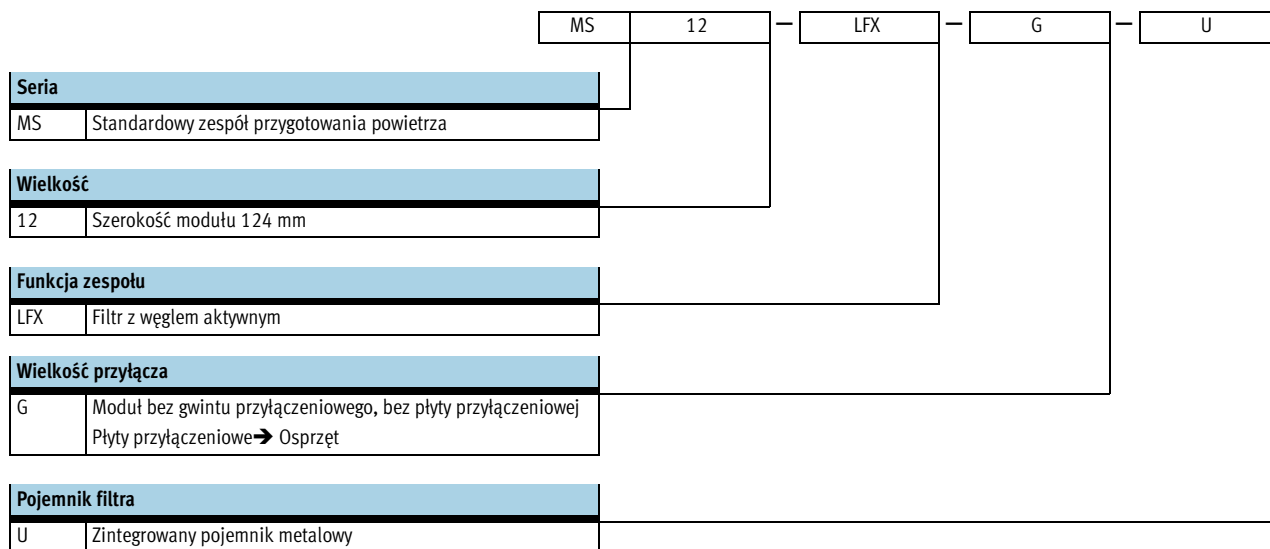 MS 12 – LFX – G – U
Seria
MS Standardowy zespół przygotowania powietrza
Wielkość
12 Szerokość modułu 124 mm
Funkcja zespołu
LFX Filtr z węglem aktywnym
Wielkość przyłącza
G Moduł bez gwintu przyłączeniowego, bez płyty przyłączeniowej
Płyty przyłączeniowe➔ Osprzęt
Pojemnik filtra
U Zintegrowany pojemnik metalowy